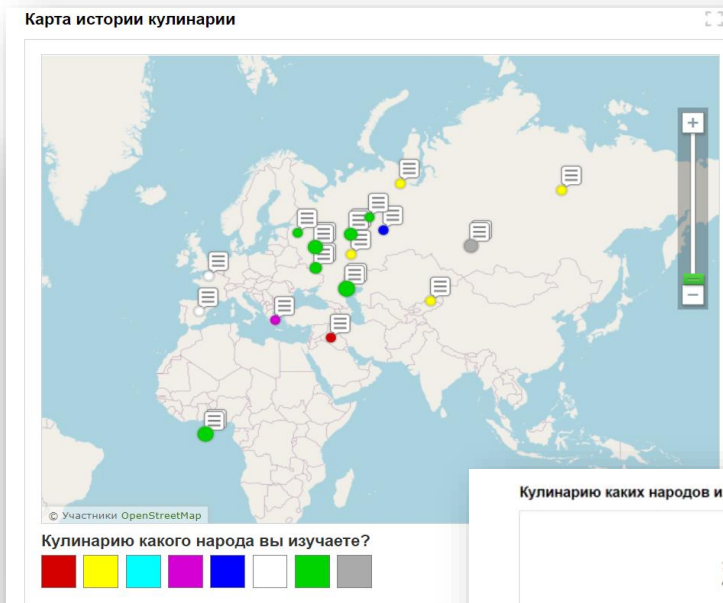 Карта истории кулинарии
+
−
© Участники OpenStreetMap
Кулинарию какого народа вы изучаете?
Кулинарию каких народов и